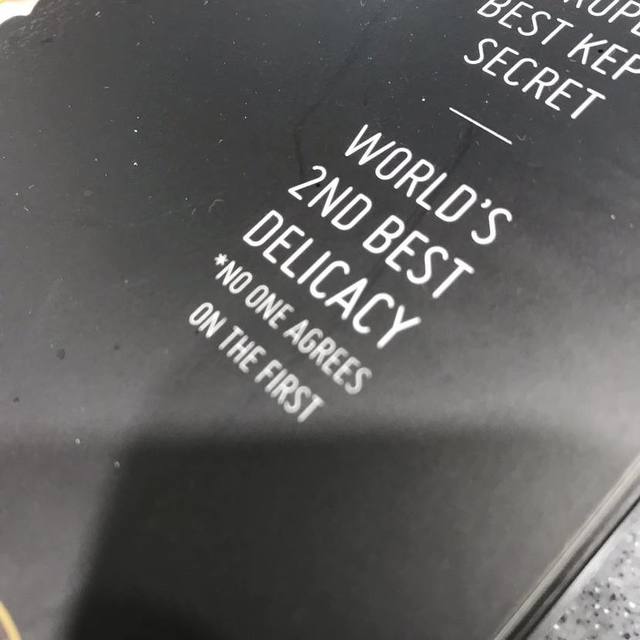 BEST
SECRET
WORLD'S
2ND BEST
DELICACY
*NO ONE AGREES
ON THE FIRST